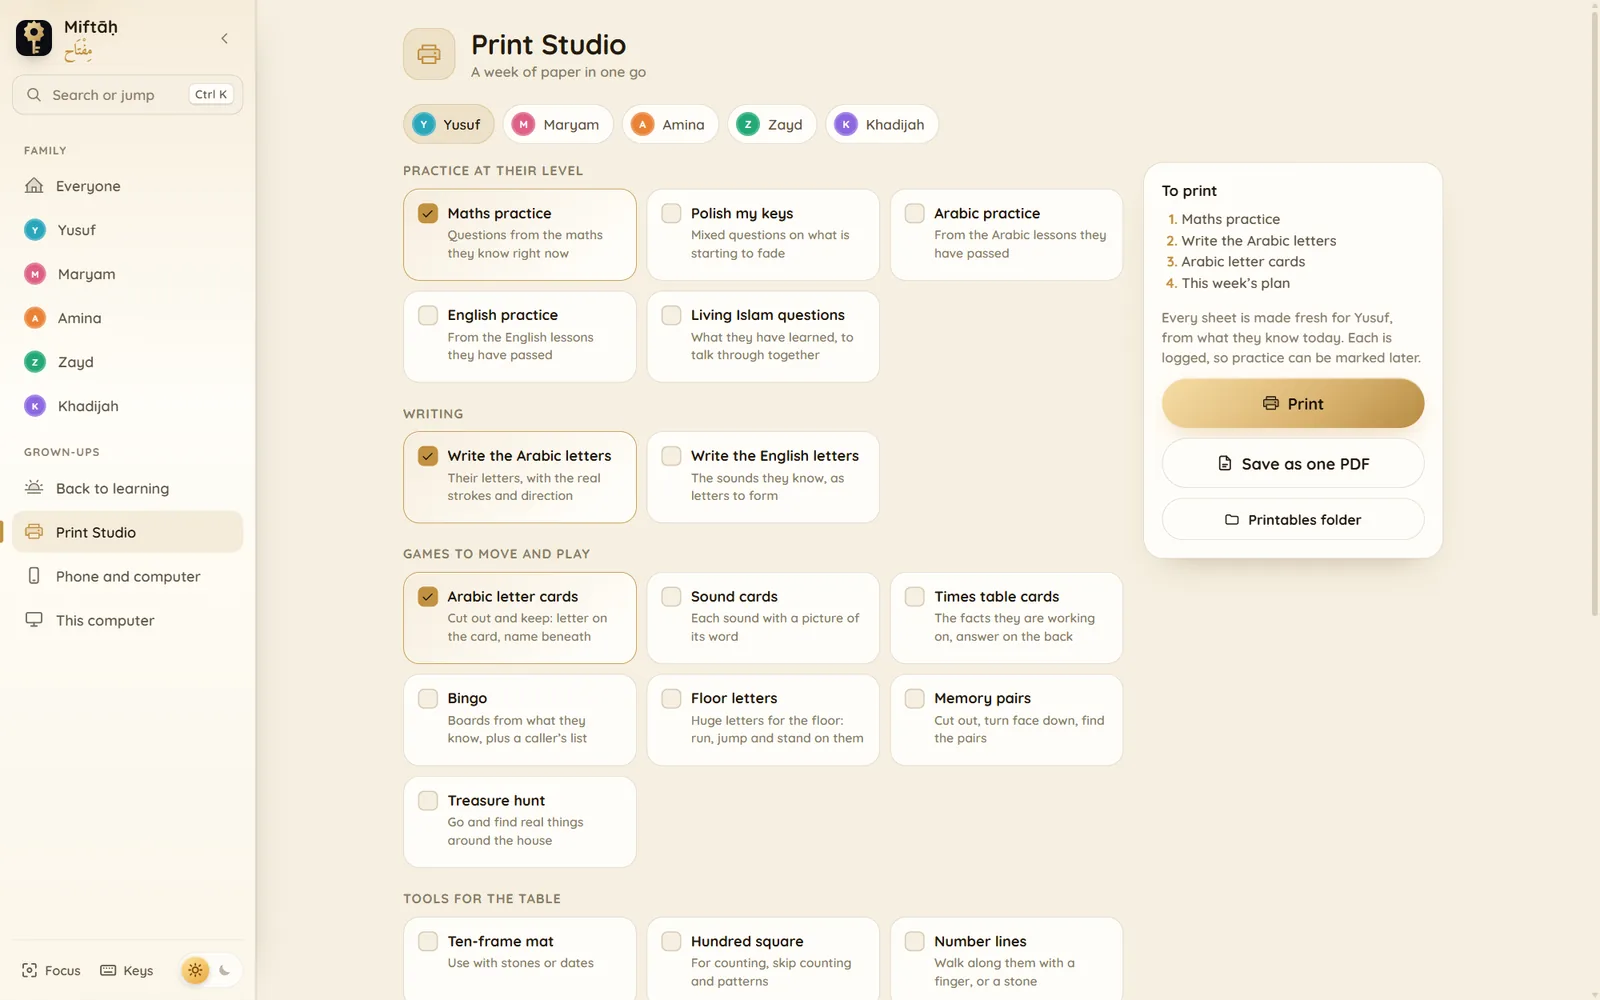 Miftāḥ
مِفْتَاح
Search or jump
Ctrl K
FAMILY
Everyone
Y Yusuf
M Maryam
A Amina
Z Zayd
K Khadijah
GROWN-UPS
Back to learning
Print Studio
Phone and computer
This computer
Focus
Keys
Print Studio
A week of paper in one go
Y Yusuf
M Maryam
A Amina
Z Zayd
K Khadijah
PRACTICE AT THEIR LEVEL
Maths practice
Questions from the maths
they know right now
Polish my keys
Mixed questions on what is
starting to fade
Arabic practice
From the Arabic lessons they
have passed
English practice
From the English lessons
they have passed
Living Islam questions
What they have learned, to
talk through together
WRITING
Write the Arabic letters
Their letters, with the real
strokes and direction
Write the English letters
The sounds they know, as
letters to form
GAMES TO MOVE AND PLAY
Arabic letter cards
Cut out and keep: letter on
the card, name beneath
Sound cards
Each sound with a picture of
its word
Times table cards
The facts they are working
on, answer on the back
Bingo
Boards from what they
know, plus a caller's list
Floor letters
Huge letters for the floor:
run, jump and stand on them
Memory pairs
Cut out, turn face down, find
the pairs
Treasure hunt
Go and find real things
around the house
TOOLS FOR THE TABLE
Ten-frame mat
Use with stones or dates
Hundred square
For counting, skip counting
and patterns
Number lines
Walk along them with a
finger, or a stone
To print
1. Maths practice
2. Write the Arabic letters
3. Arabic letter cards
4. This week's plan
Every sheet is made fresh for Yusuf,
from what they know today. Each is
logged, so practice can be marked later.
Print
Save as one PDF
Printables folder